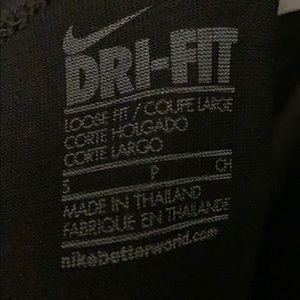 DRI-FIT
LOOSE FIT / COUPE LARGE
CORTE HOLGADO
CORTE LARGO
S P CH
MADE IN THAILAND
FABRIQUE EN THAILANDE
nikebetterworld.com